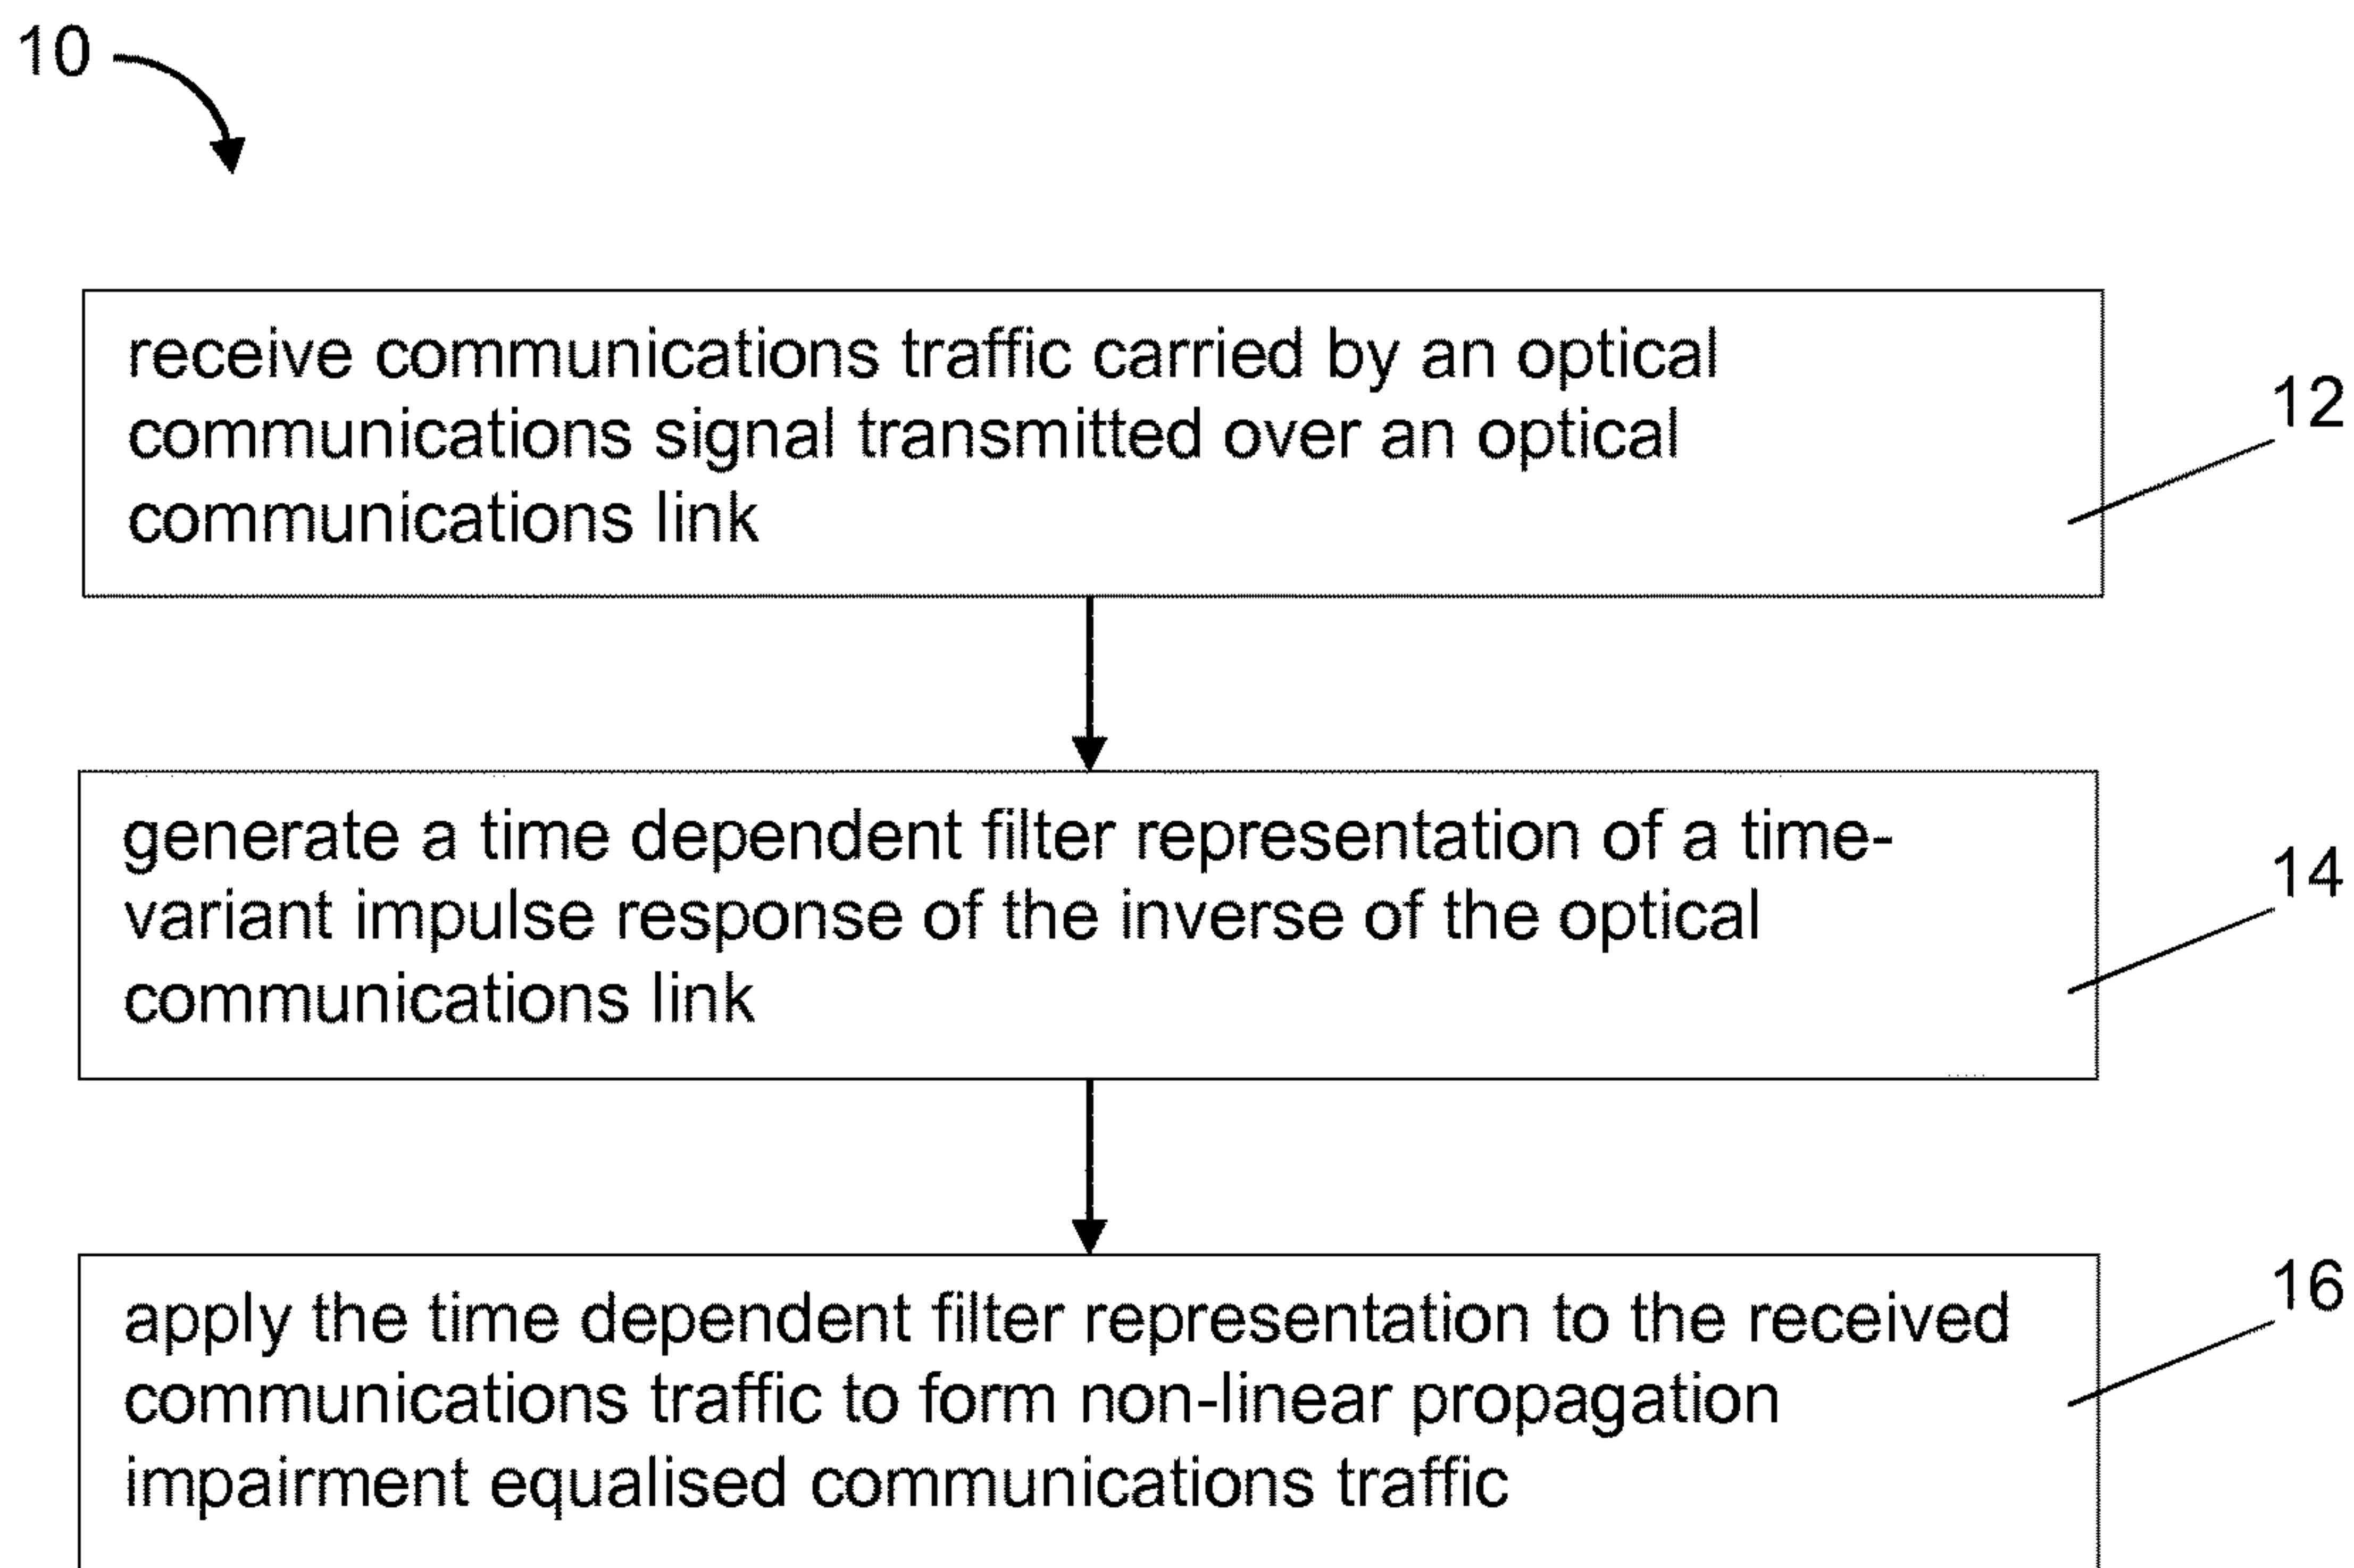 10
receive communications traffic carried by an optical
communications signal transmitted over an optical
communications link
12
generate a time dependent filter representation of a time-
variant impulse response of the inverse of the optical
communications link
14
apply the time dependent filter representation to the received
communications traffic to form non-linear propagation
impairment equalised communications traffic
16